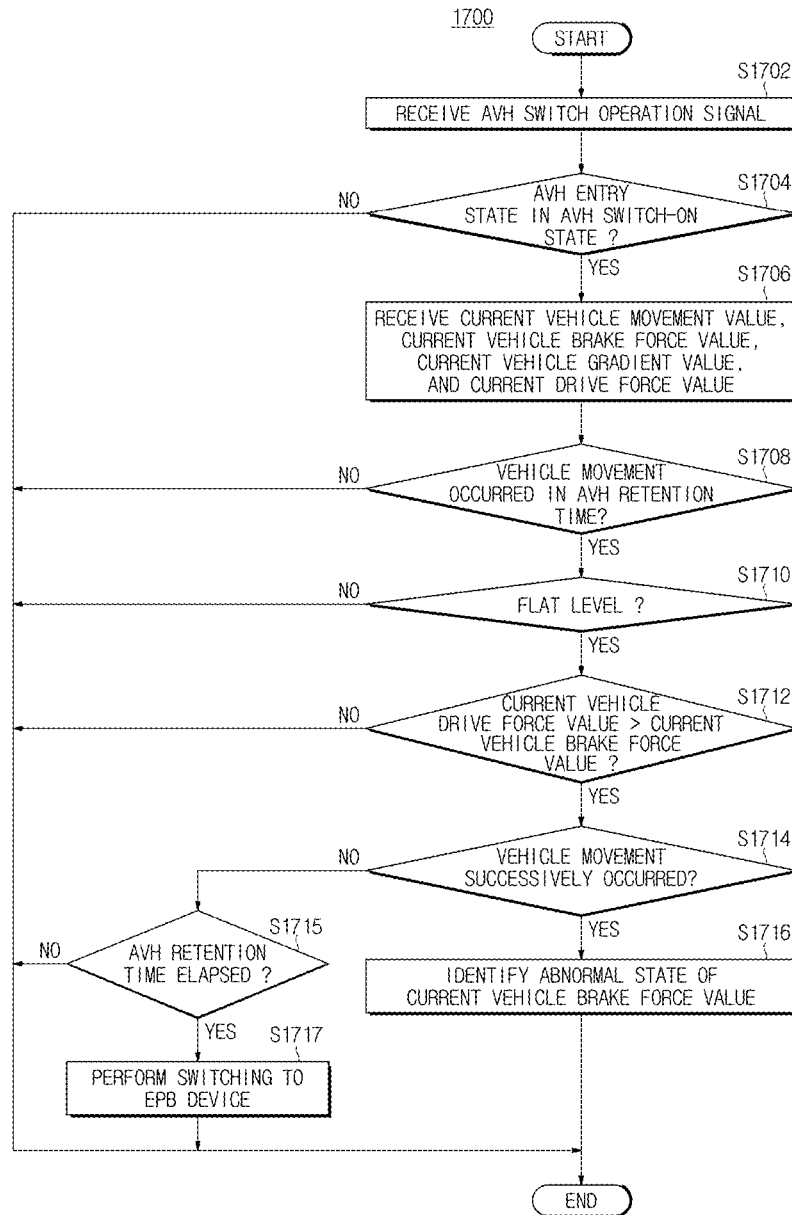 1700
START
S1702
RECEIVE AVH SWITCH OPERATION SIGNAL
S1704
AVH ENTRY
STATE IN AVH SWITCH-ON
STATE ?
NO
YES
S1706
RECEIVE CURRENT VEHICLE MOVEMENT VALUE,
CURRENT VEHICLE BRAKE FORCE VALUE,
CURRENT VEHICLE GRADIENT VALUE,
AND CURRENT DRIVE FORCE VALUE
S1708
VEHICLE MOVEMENT
OCCURRED IN AVH RETENTION
TIME?
NO
YES
S1710
FLAT LEVEL ?
NO
YES
S1712
CURRENT VEHICLE
DRIVE FORCE VALUE > CURRENT
VEHICLE BRAKE FORCE
VALUE ?
NO
YES
S1714
VEHICLE MOVEMENT
SUCCESSIVELY OCCURRED?
NO
YES
S1715
AVH RETENTION
TIME ELAPSED ?
NO
YES
S1716
IDENTIFY ABNORMAL STATE OF
CURRENT VEHICLE BRAKE FORCE VALUE
S1717
PERFORM SWITCHING TO
EPB DEVICE
END